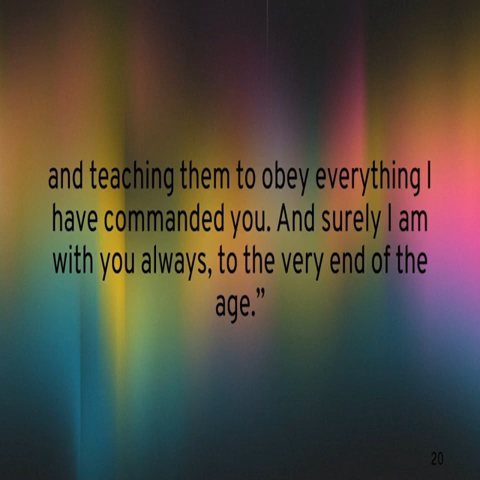 and teaching them to obey everything I
have commanded you. And surely I am
with you always, to the very end of the
age.”
20